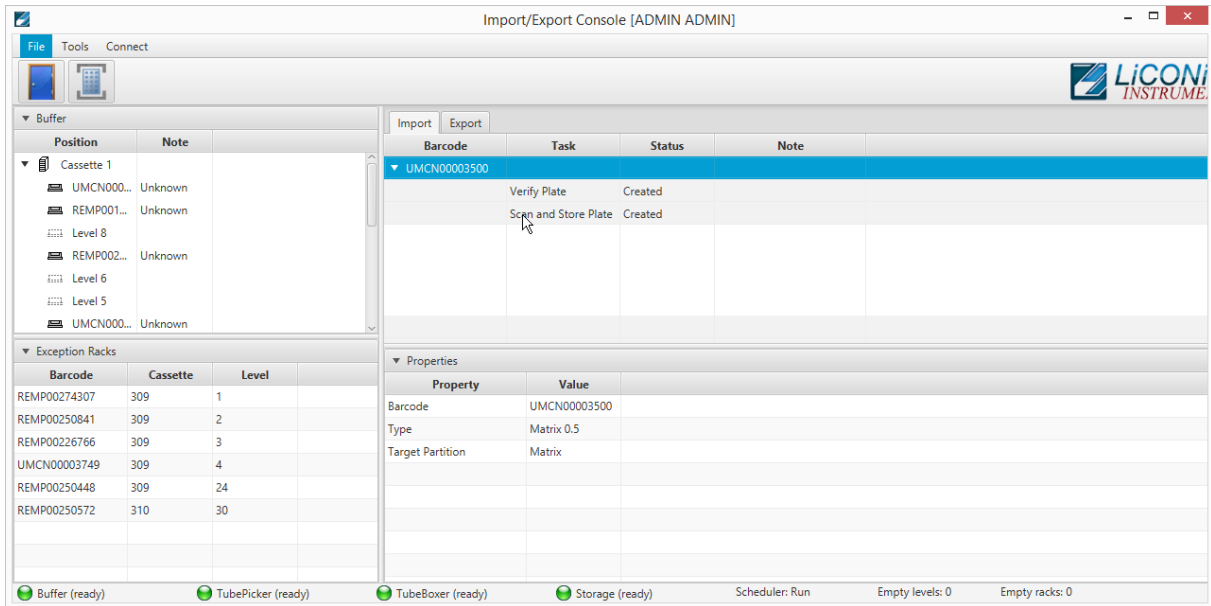 Import/Export Console [ADMIN ADMIN]
File Tools Connect
LiCONi
INSTRUME
Buffer
Position Note
Cassette 1
UMCN000... Unknown
REMP001... Unknown
Level 8
REMP002... Unknown
Level 6
Level 5
UMCN000... Unknown
Exception Racks
Barcode Cassette Level
REMP00274307 309 1
REMP00250841 309 2
REMP00226766 309 3
UMCN00003749 309 4
REMP00250448 309 24
REMP00250572 310 30
Import Export
Barcode Task Status Note
UMCN00003500
Verify Plate Created
Scan and Store Plate Created
Properties
Property Value
Barcode UMCN00003500
Type Matrix 0.5
Target Partition Matrix
Buffer (ready) TubePicker (ready) TubeBoxer (ready) Storage (ready) Scheduler: Run Empty levels: 0 Empty racks: 0